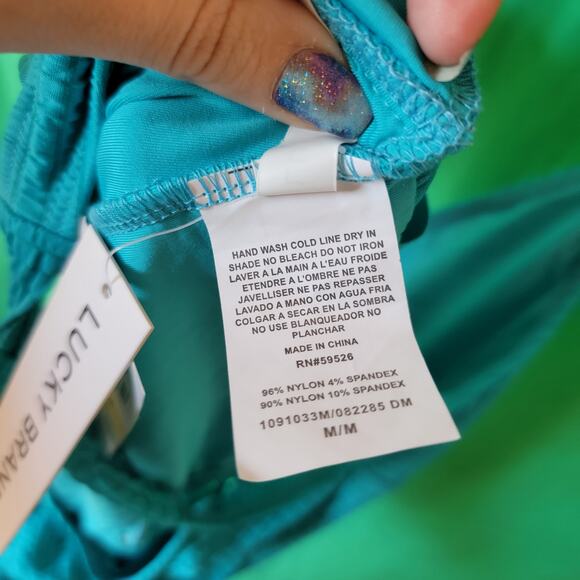 HAND WASH COLD LINE DRY IN
SHADE NO BLEACH DO NOT IRON
LAVER A LA MAIN A L'EAU FROIDE
ETENDRE A L'OMBRE NE PAS
JAVELLISER NE PAS REPASSER
LAVADO A MANO CON AGUA FRIA
COLGAR A SECAR EN LA SOMBRA
NO USE BLANQUEADOR NO
PLANCHAR
MADE IN CHINA
RN#59526
96% NYLON 4% SPANDEX
90% NYLON 10% SPANDEX
1091033M/082285 DM
M/M
LUCKY BRAN